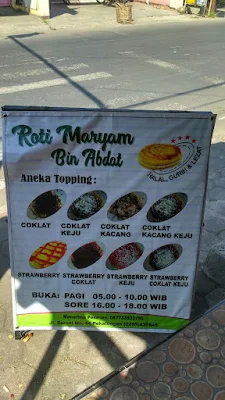 Roti Maryam
Bin Abdat
HALAL, GURIH & LEZAT
Aneka Topping :
COKLAT
COKLAT KEJU
COKLAT KACANG
COKLAT KACANG KEJU
STRAWBERRY
STRAWBERRY COKLAT
STRAWBERRY KEJU
STRAWBERRY COKLAT KEJU
BUKA: PAGI 05.00 - 10.00 WIB
SORE 16.00 - 18.00 WIB
Menerima Pesanan